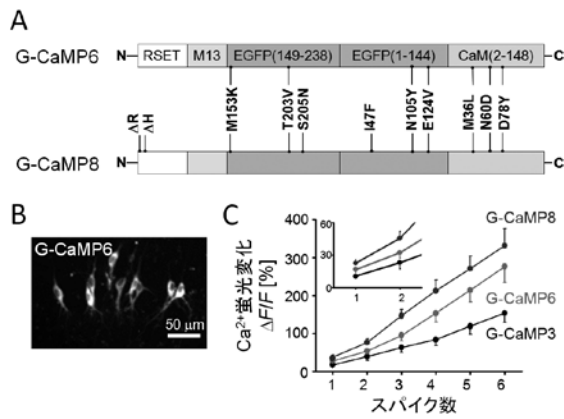 A
G-CaMP6
N
RSET
M13
EGFP(149-238)
EGFP(1-144)
CaM(2-148)
C
ΔR
ΔH
M153K
T203V
S205N
I47F
N105Y
E124V
M36L
N60D
D78Y
G-CaMP8
N
C
B
G-CaMP6
50 μm
C
Ca²⁺蛍光変化
ΔF/F [%]
400
300
200
100
0
60
30
0
1
2
G-CaMP8
G-CaMP6
G-CaMP3
1
2
3
4
5
6
スパイク数